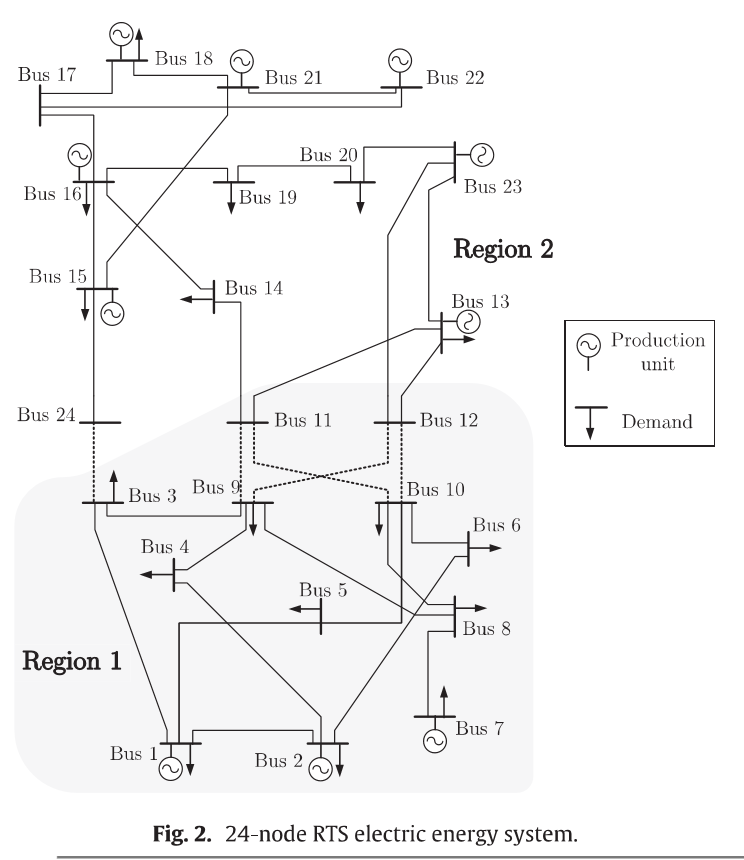 Bus 18
Bus 17
Bus 21
Bus 22
Bus 20
Bus 16
Bus 19
Bus 23
Region 2
Bus 15
Bus 14
Bus 13
Production
unit
Demand
Bus 24
Bus 11
Bus 12
Bus 3
Bus 9
Bus 10
Bus 6
Bus 4
Bus 5
Bus 8
Region 1
Bus 7
Bus 1
Bus 2
Fig. 2. 24-node RTS electric energy system.